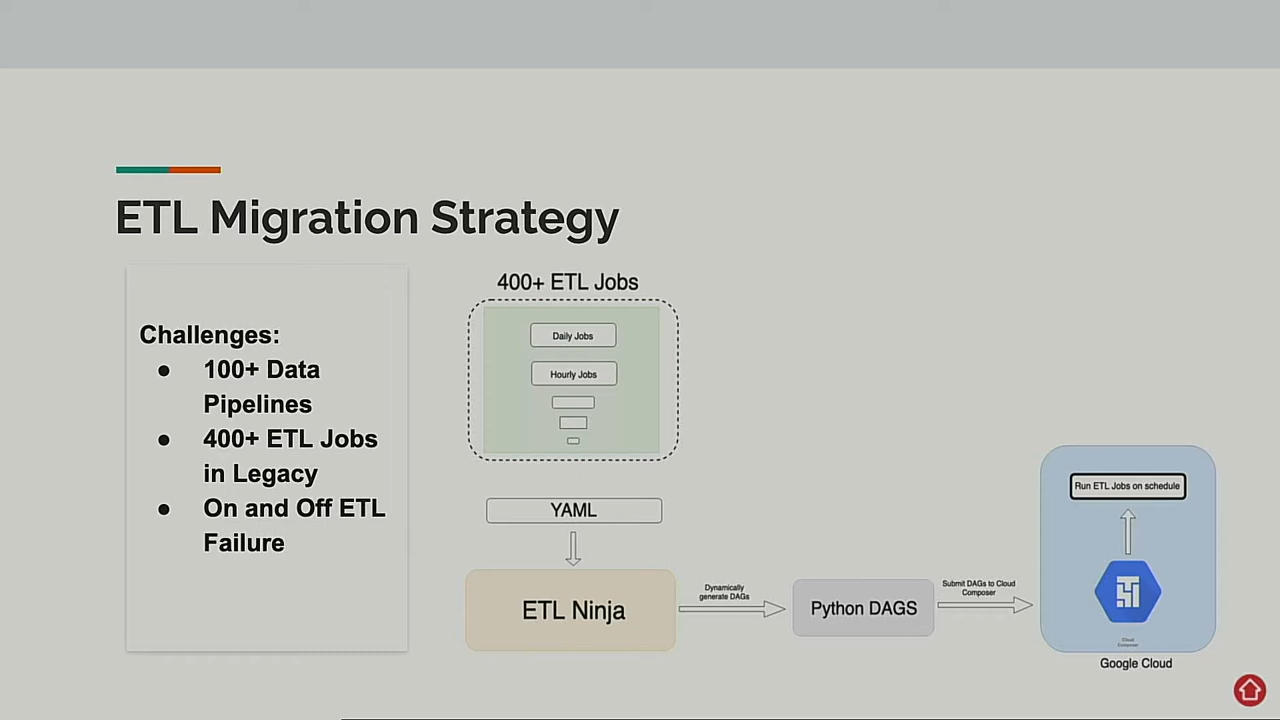 ETL Migration Strategy
Challenges:
● 100+ Data
Pipelines
● 400+ ETL Jobs
in Legacy
● On and Off ETL
Failure
400+ ETL Jobs
Daily Jobs
Hourly Jobs
YAML
ETL Ninja
Dynamically
generate DAGs
Python DAGS
Submit DAGs to Cloud
Composer
Run ETL Jobs on schedule
Cloud
Composer
Google Cloud